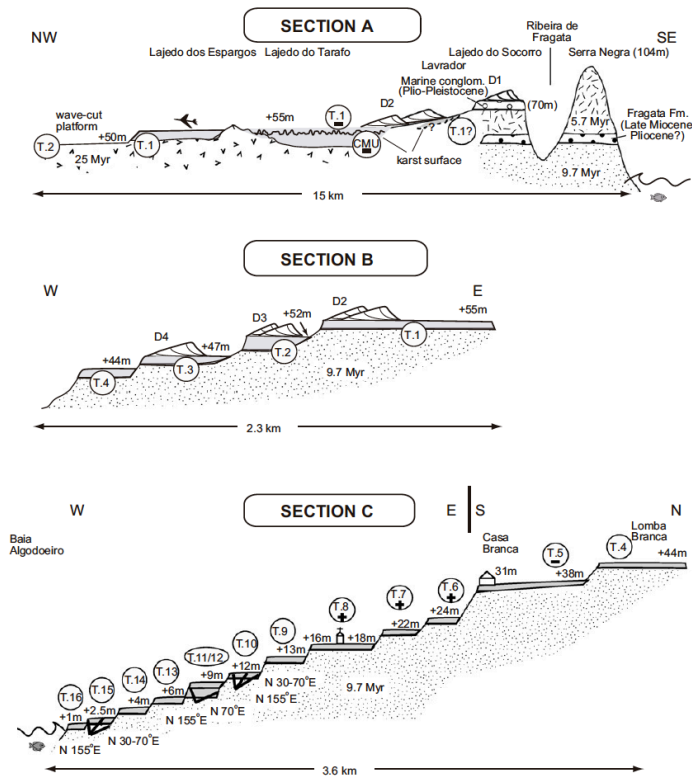 SECTION A
NW
SE
Ribeira de
Fragata
Lajedo dos Espargos
Lajedo do Tarafo
Lajedo do Socorro
Serra Negra (104m)
Lavrador
Marine conglom.
(Plio-Pleistocene)
D1
D2
wave-cut
platform
+50m
+55m
T.1
(70m)
5.7 Myr
Fragata Fm.
(Late Miocene
Pliocene?)
T.2
T.1
CMU
?
T.1?
25 Myr
karst surface
9.7 Myr
15 km
SECTION B
W
E
D2
D3
+52m
+55m
D4
+47m
T.1
T.2
+44m
T.3
T.4
9.7 Myr
2.3 km
SECTION C
W
E
S
N
Baia
Algodoeiro
Casa
Branca
Lomba
Branca
T.5
T.4
+44m
31m
+38m
T.6
+24m
T.7
+22m
T.8
+16m
+18m
T.9
+13m
T.10
+12m
T.11/12
+9m
T.13
+6m
T.14
+4m
T.15
+2.5m
T.16
+1m
N 30-70°E
N 155°E
N 70°E
N 155°E
N 30-70°E
N 155°E
9.7 Myr
3.6 km